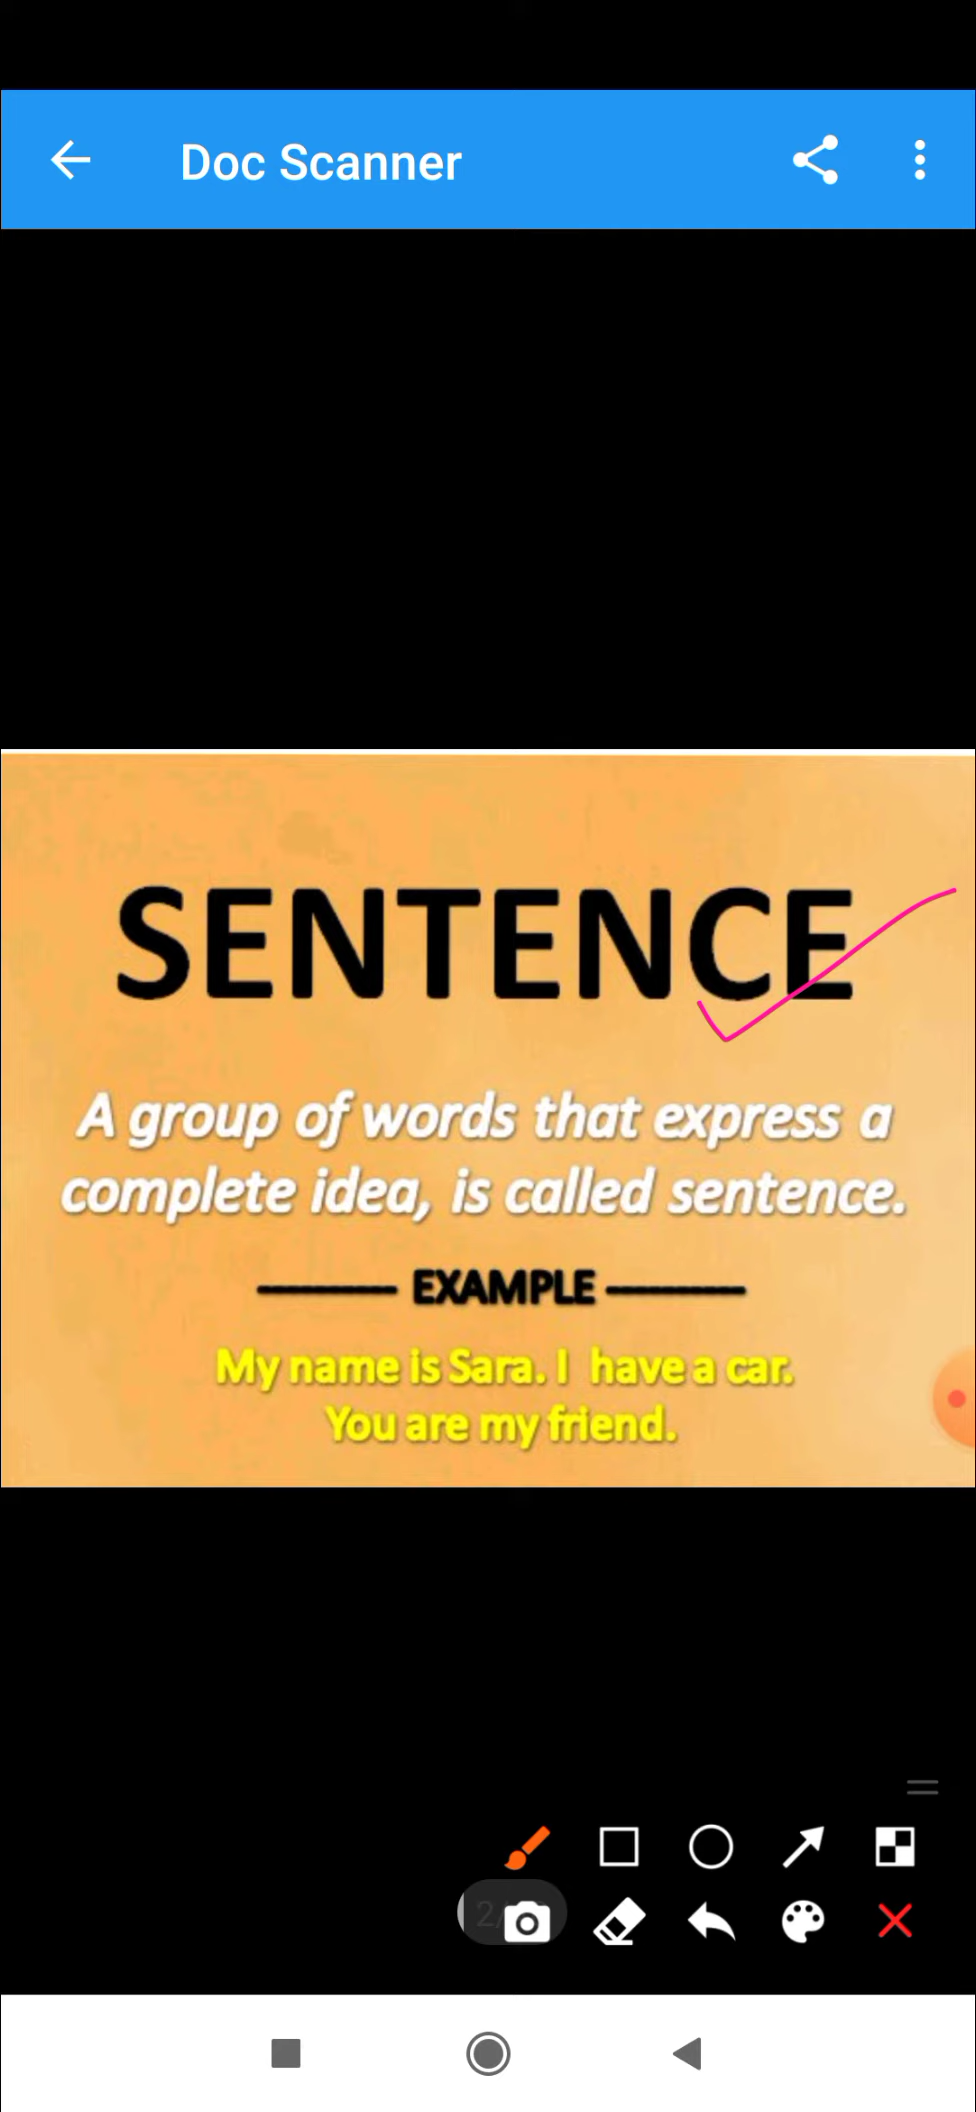 Doc Scanner
SENTENCE
A group of words that express a
complete idea, is called sentence.
EXAMPLE
My name is Sara. I have a car.
You are my friend.